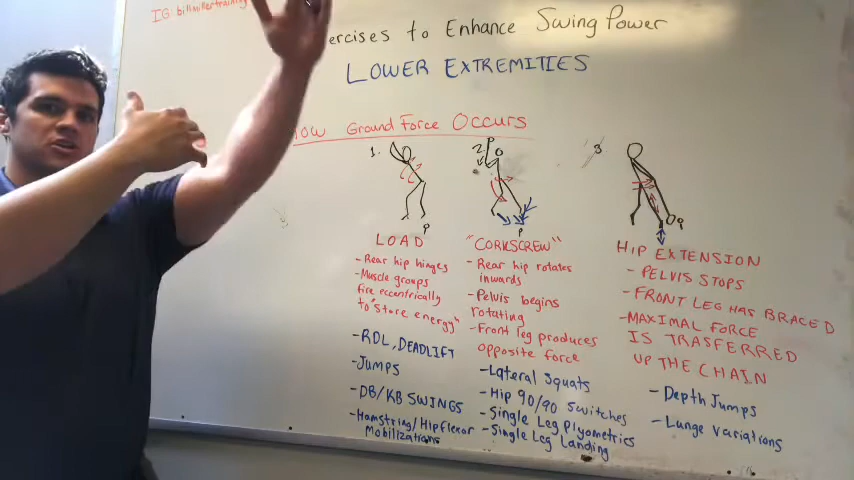 IG billmillertraining
ercises to Enhance Swing Power
LOWER EXTREMITIES
How Ground Force Occurs
1.
2.
3
P
P
P
LOAD
- Rear hip hinges
- Muscle groups
fire eccentrically
to "store energy"
- RDL, DEADLIFT
- JUMPS
- DB/KB SWINGS
- Hamstring/Hipflexor
Mobilizations
"CORKSCREW"
- Rear hip rotates
inwards
- Pelvis begins
rotating
- Front leg produces
opposite force
- Lateral Squats
- Hip 90/90 Switches
- Single Leg Plyometrics
- Single Leg Landing
HIP EXTENSION
- PELVIS STOPS
- FRONT LEG HAS BRACED
- MAXIMAL FORCE
IS TRASFERRED
UP THE CHAIN
- Depth Jumps
- Lunge Variations